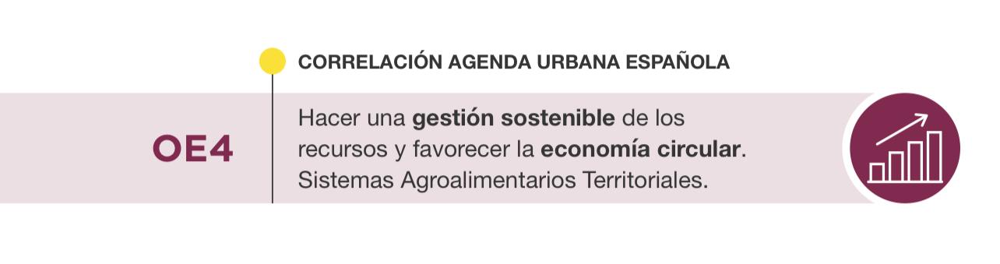 CORRELACIÓN AGENDA URBANA ESPAÑOLA
OE4
Hacer una gestión sostenible de los
recursos y favorecer la economía circular.
Sistemas Agroalimentarios Territoriales.